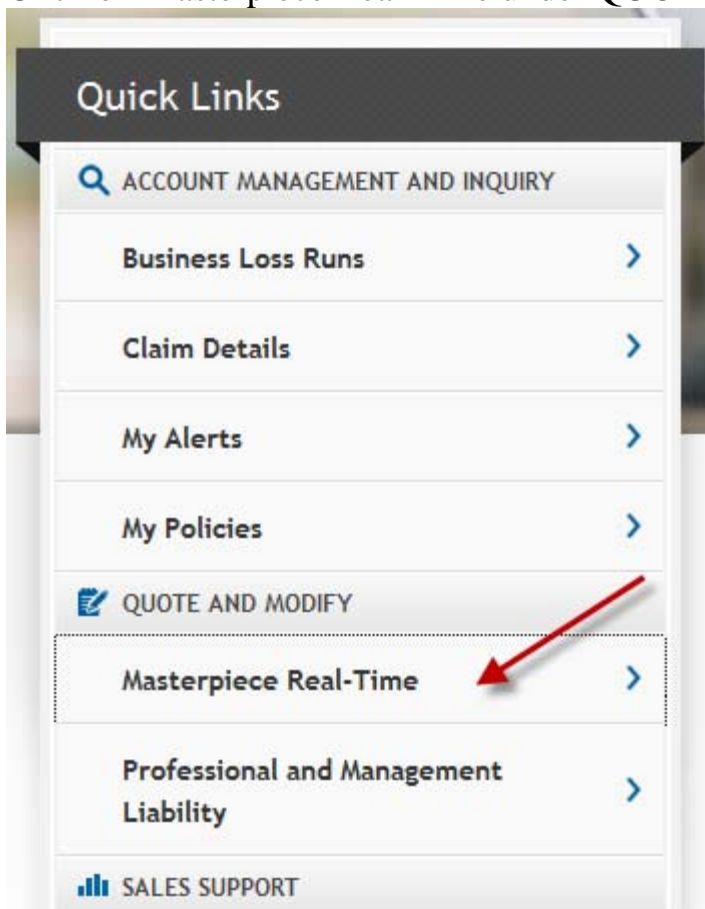 Quick Links
ACCOUNT MANAGEMENT AND INQUIRY
Business Loss Runs
Claim Details
My Alerts
My Policies
QUOTE AND MODIFY
Masterpiece Real-Time
Professional and Management
Liability
SALES SUPPORT